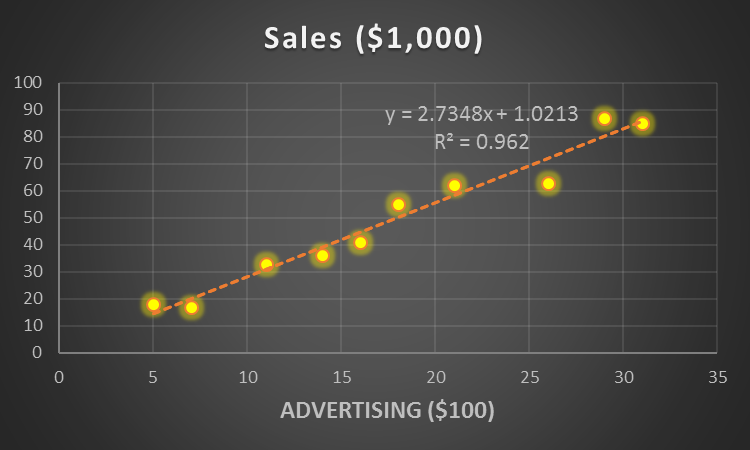 Sales ($1,000)
100
90
80
70
60
50
40
30
20
10
0
y = 2.7348x + 1.0213
R² = 0.962
0 5 10 15 20 25 30 35
ADVERTISING ($100)